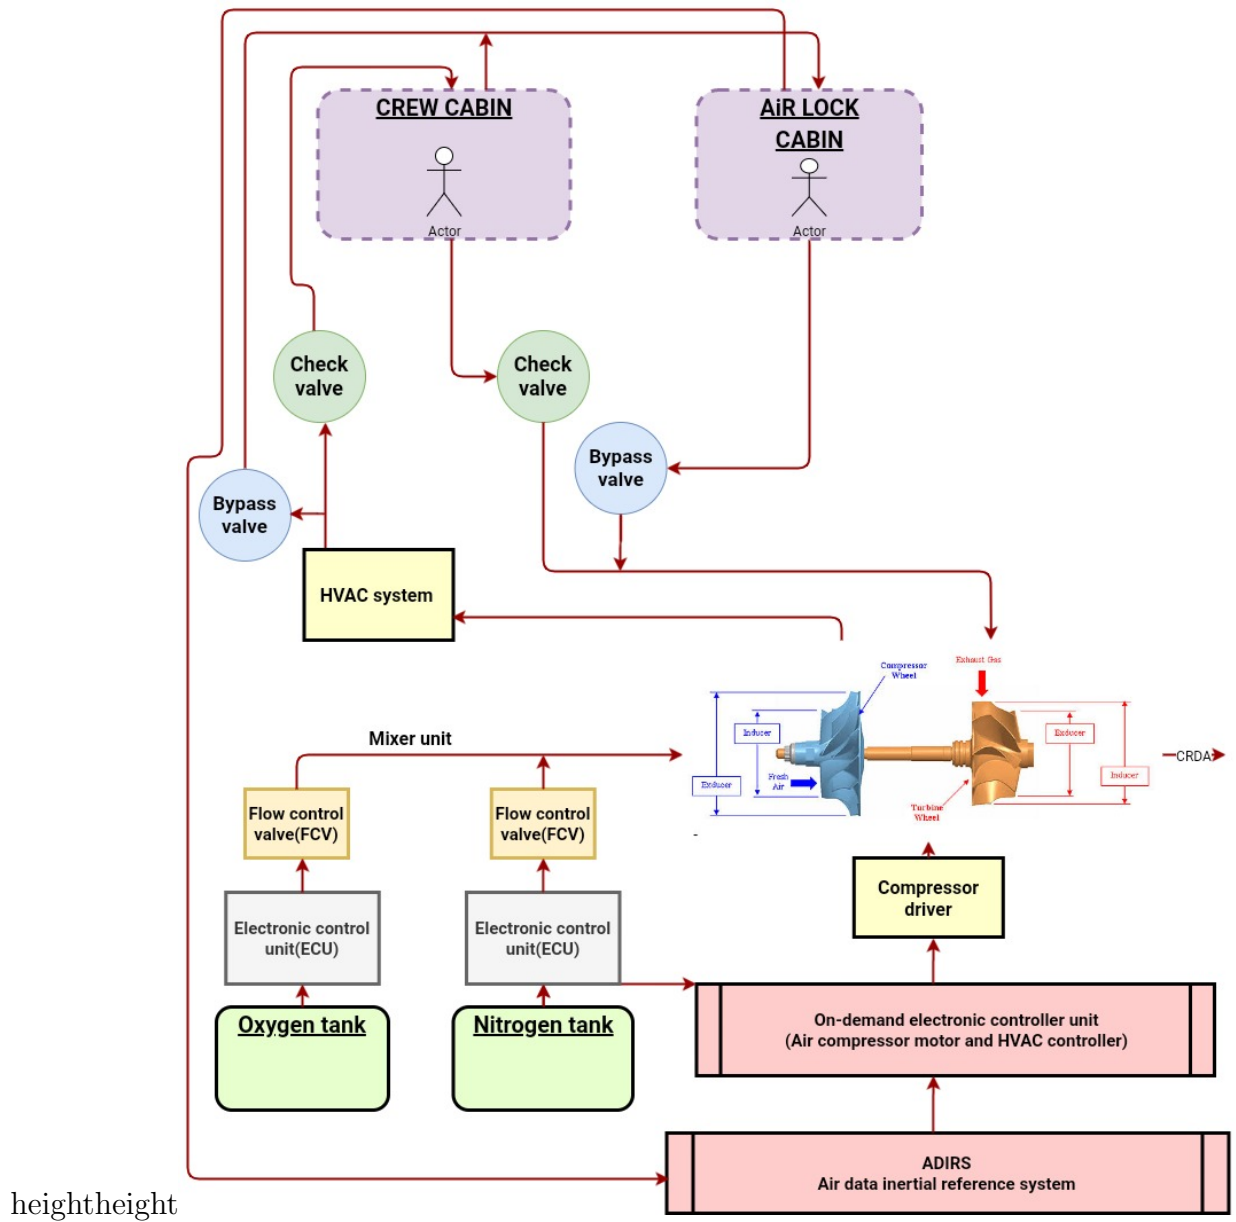 CREW CABIN
Actor
AiR LOCK
CABIN
Actor
Check
valve
Check
valve
Bypass
valve
Bypass
valve
HVAC system
Compressor
Wheel
Exhaust Gas
Inducer
Exducer
Fresh
Air
Exducer
Inducer
Turbine
Wheel
CRDA
Mixer unit
Flow control
valve(FCV)
Flow control
valve(FCV)
Electronic control
unit(ECU)
Electronic control
unit(ECU)
Compressor
driver
Oxygen tank
Nitrogen tank
On-demand electronic controller unit
(Air compressor motor and HVAC controller)
ADIRS
Air data inertial reference system
heightheight